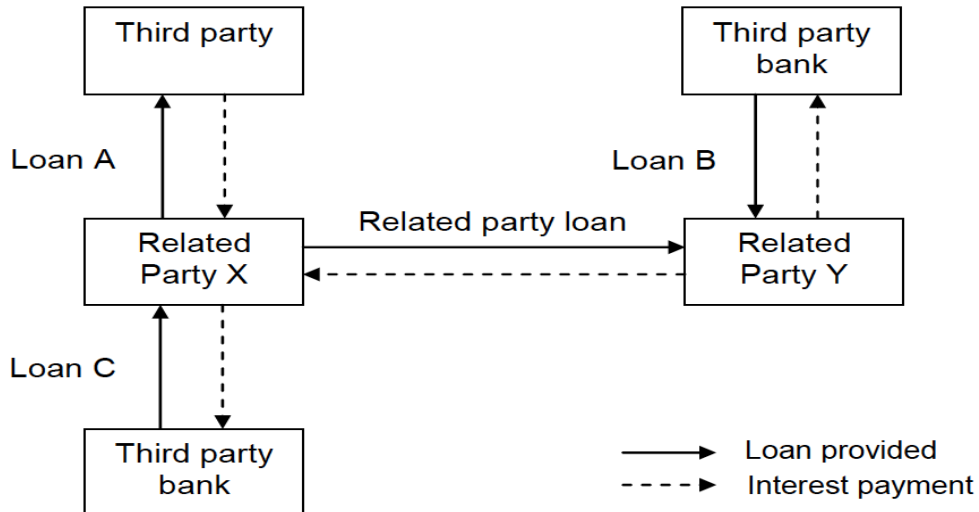 Third party
Third party
bank
Loan A
Loan B
Related party loan
Related
Party X
Related
Party Y
Loan C
Third party
bank
Loan provided
Interest payment